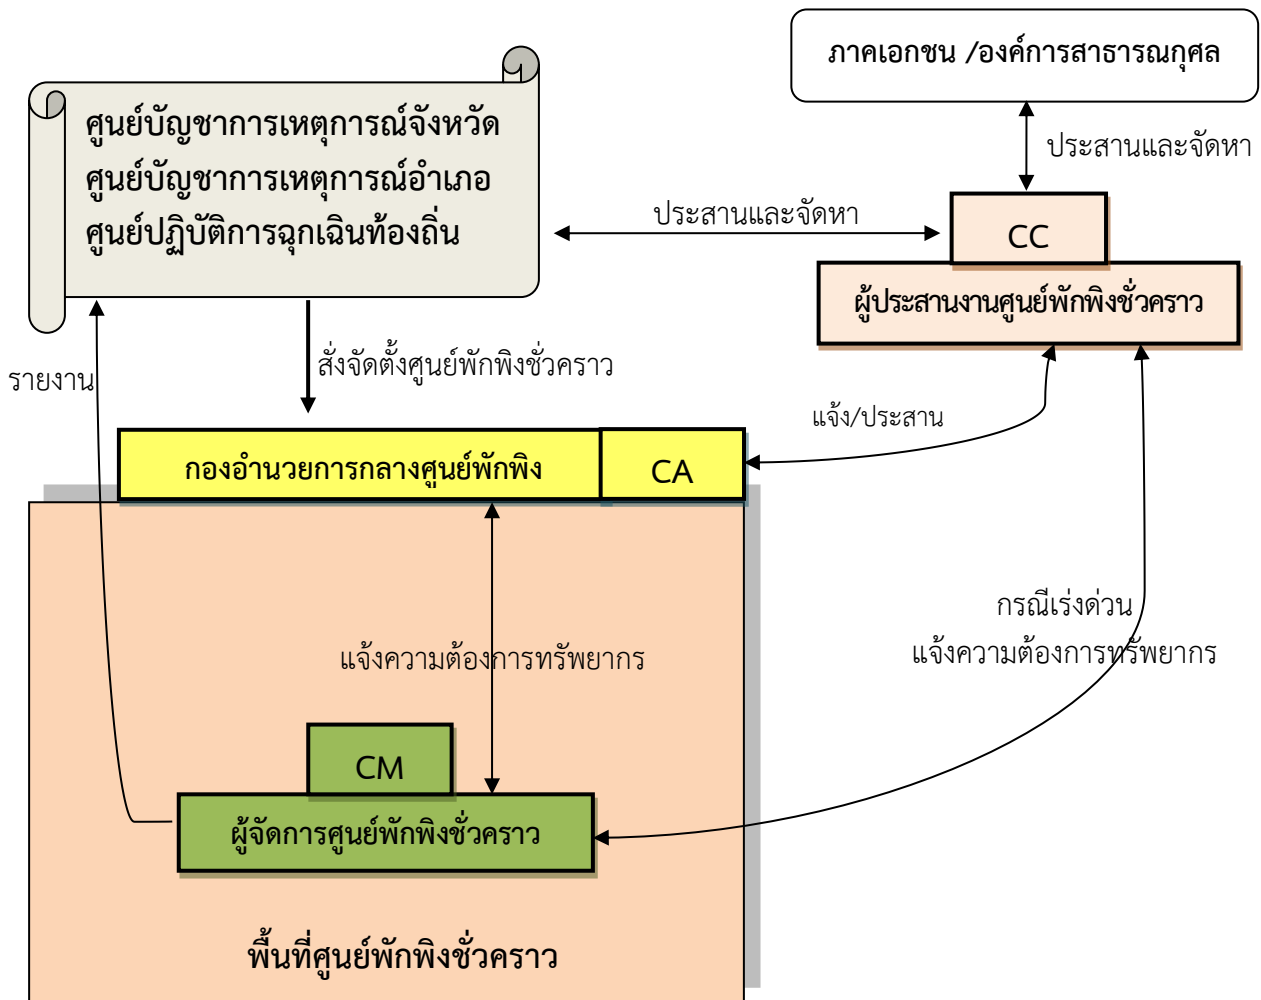 ภาคเอกชน /องค์การสาธารณกุศล
ศูนย์บัญชาการเหตุการณ์จังหวัด
ศูนย์บัญชาการเหตุการณ์อำเภอ
ศูนย์ปฏิบัติการฉุกเฉินท้องถิ่น
ประสานและจัดหา
ประสานและจัดหา
CC
ผู้ประสานงานศูนย์พักพิงชั่วคราว
รายงาน
สั่งจัดตั้งศูนย์พักพิงชั่วคราว
แจ้ง/ประสาน
กองอำนวยการกลางศูนย์พักพิง
CA
กรณีเร่งด่วน
แจ้งความต้องการทรัพยากร
แจ้งความต้องการทรัพยากร
CM
ผู้จัดการศูนย์พักพิงชั่วคราว
พื้นที่ศูนย์พักพิงชั่วคราว